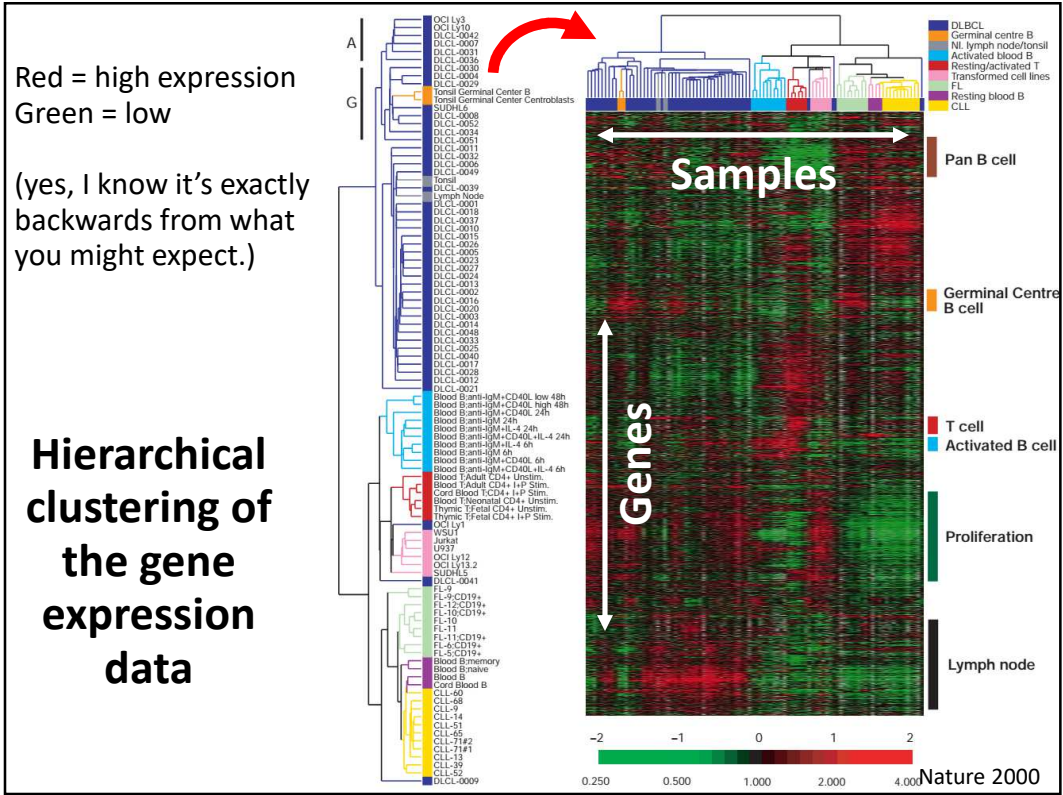 Red = high expression
Green = low
(yes, I know it's exactly
backwards from what
you might expect.)
Hierarchical
clustering of
the gene
expression
data
A
G
OCI Ly3
OCI Ly10
DLCL-0042
DLCL-0007
DLCL-0031
DLCL-0036
DLCL-0030
DLCL-0004
DLCL-0029
Tonsil Germinal Center B
Tonsil Germinal Center Centroblasts
SUDHL6
DLCL-0008
DLCL-0052
DLCL-0034
DLCL-0051
DLCL-0011
DLCL-0032
DLCL-0006
DLCL-0049
Tonsil
DLCL-0039
Lymph Node
DLCL-0001
DLCL-0018
DLCL-0037
DLCL-0010
DLCL-0015
DLCL-0026
DLCL-0005
DLCL-0023
DLCL-0027
DLCL-0024
DLCL-0013
DLCL-0002
DLCL-0016
DLCL-0020
DLCL-0003
DLCL-0014
DLCL-0048
DLCL-0033
DLCL-0025
DLCL-0040
DLCL-0017
DLCL-0028
DLCL-0012
DLCL-0021
Blood B;anti-IgM+CD40L low 48h
Blood B;anti-IgM+CD40L high 48h
Blood B;anti-IgM+CD40L 24h
Blood B;anti-IgM 24h
Blood B;anti-IgM+IL-4 24h
Blood B;anti-IgM+CD40L+IL-4 24h
Blood B;anti-IgM+IL-4 6h
Blood B;anti-IgM 6h
Blood B;anti-IgM+CD40L 6h
Blood B;anti-IgM+CD40L+IL-4 6h
Blood T;Adult CD4+ Unstim.
Blood T;Adult CD4+ I+P Stim.
Cord Blood T;CD4+ I+P Stim.
Blood T;Neonatal CD4+ Unstim.
Thymic T;Fetal CD4+ Unstim.
Thymic T;Fetal CD4+ I+P Stim.
OCI Ly1
WSU1
Jurkat
U937
OCI Ly12
OCI Ly13.2
SUDHL5
DLCL-0041
FL-9
FL-9;CD19+
FL-12;CD19+
FL-10;CD19+
FL-10
FL-11
FL-11;CD19+
FL-6;CD19+
FL-5;CD19+
Blood B;memory
Blood B;naive
Blood B
Cord Blood B
CLL-60
CLL-68
CLL-9
CLL-14
CLL-51
CLL-65
CLL-71#2
CLL-71#1
CLL-13
CLL-39
CLL-52
DLCL-0009
DLBCL
Germinal centre B
Nl. lymph node/tonsil
Activated blood B
Resting/activated T
Transformed cell lines
FL
Resting blood B
CLL
Samples
Genes
Pan B cell
Germinal Centre
B cell
T cell
Activated B cell
Proliferation
Lymph node
−2 −1 0 1 2
0.250 0.500 1.000 2.000 4.000
Nature 2000